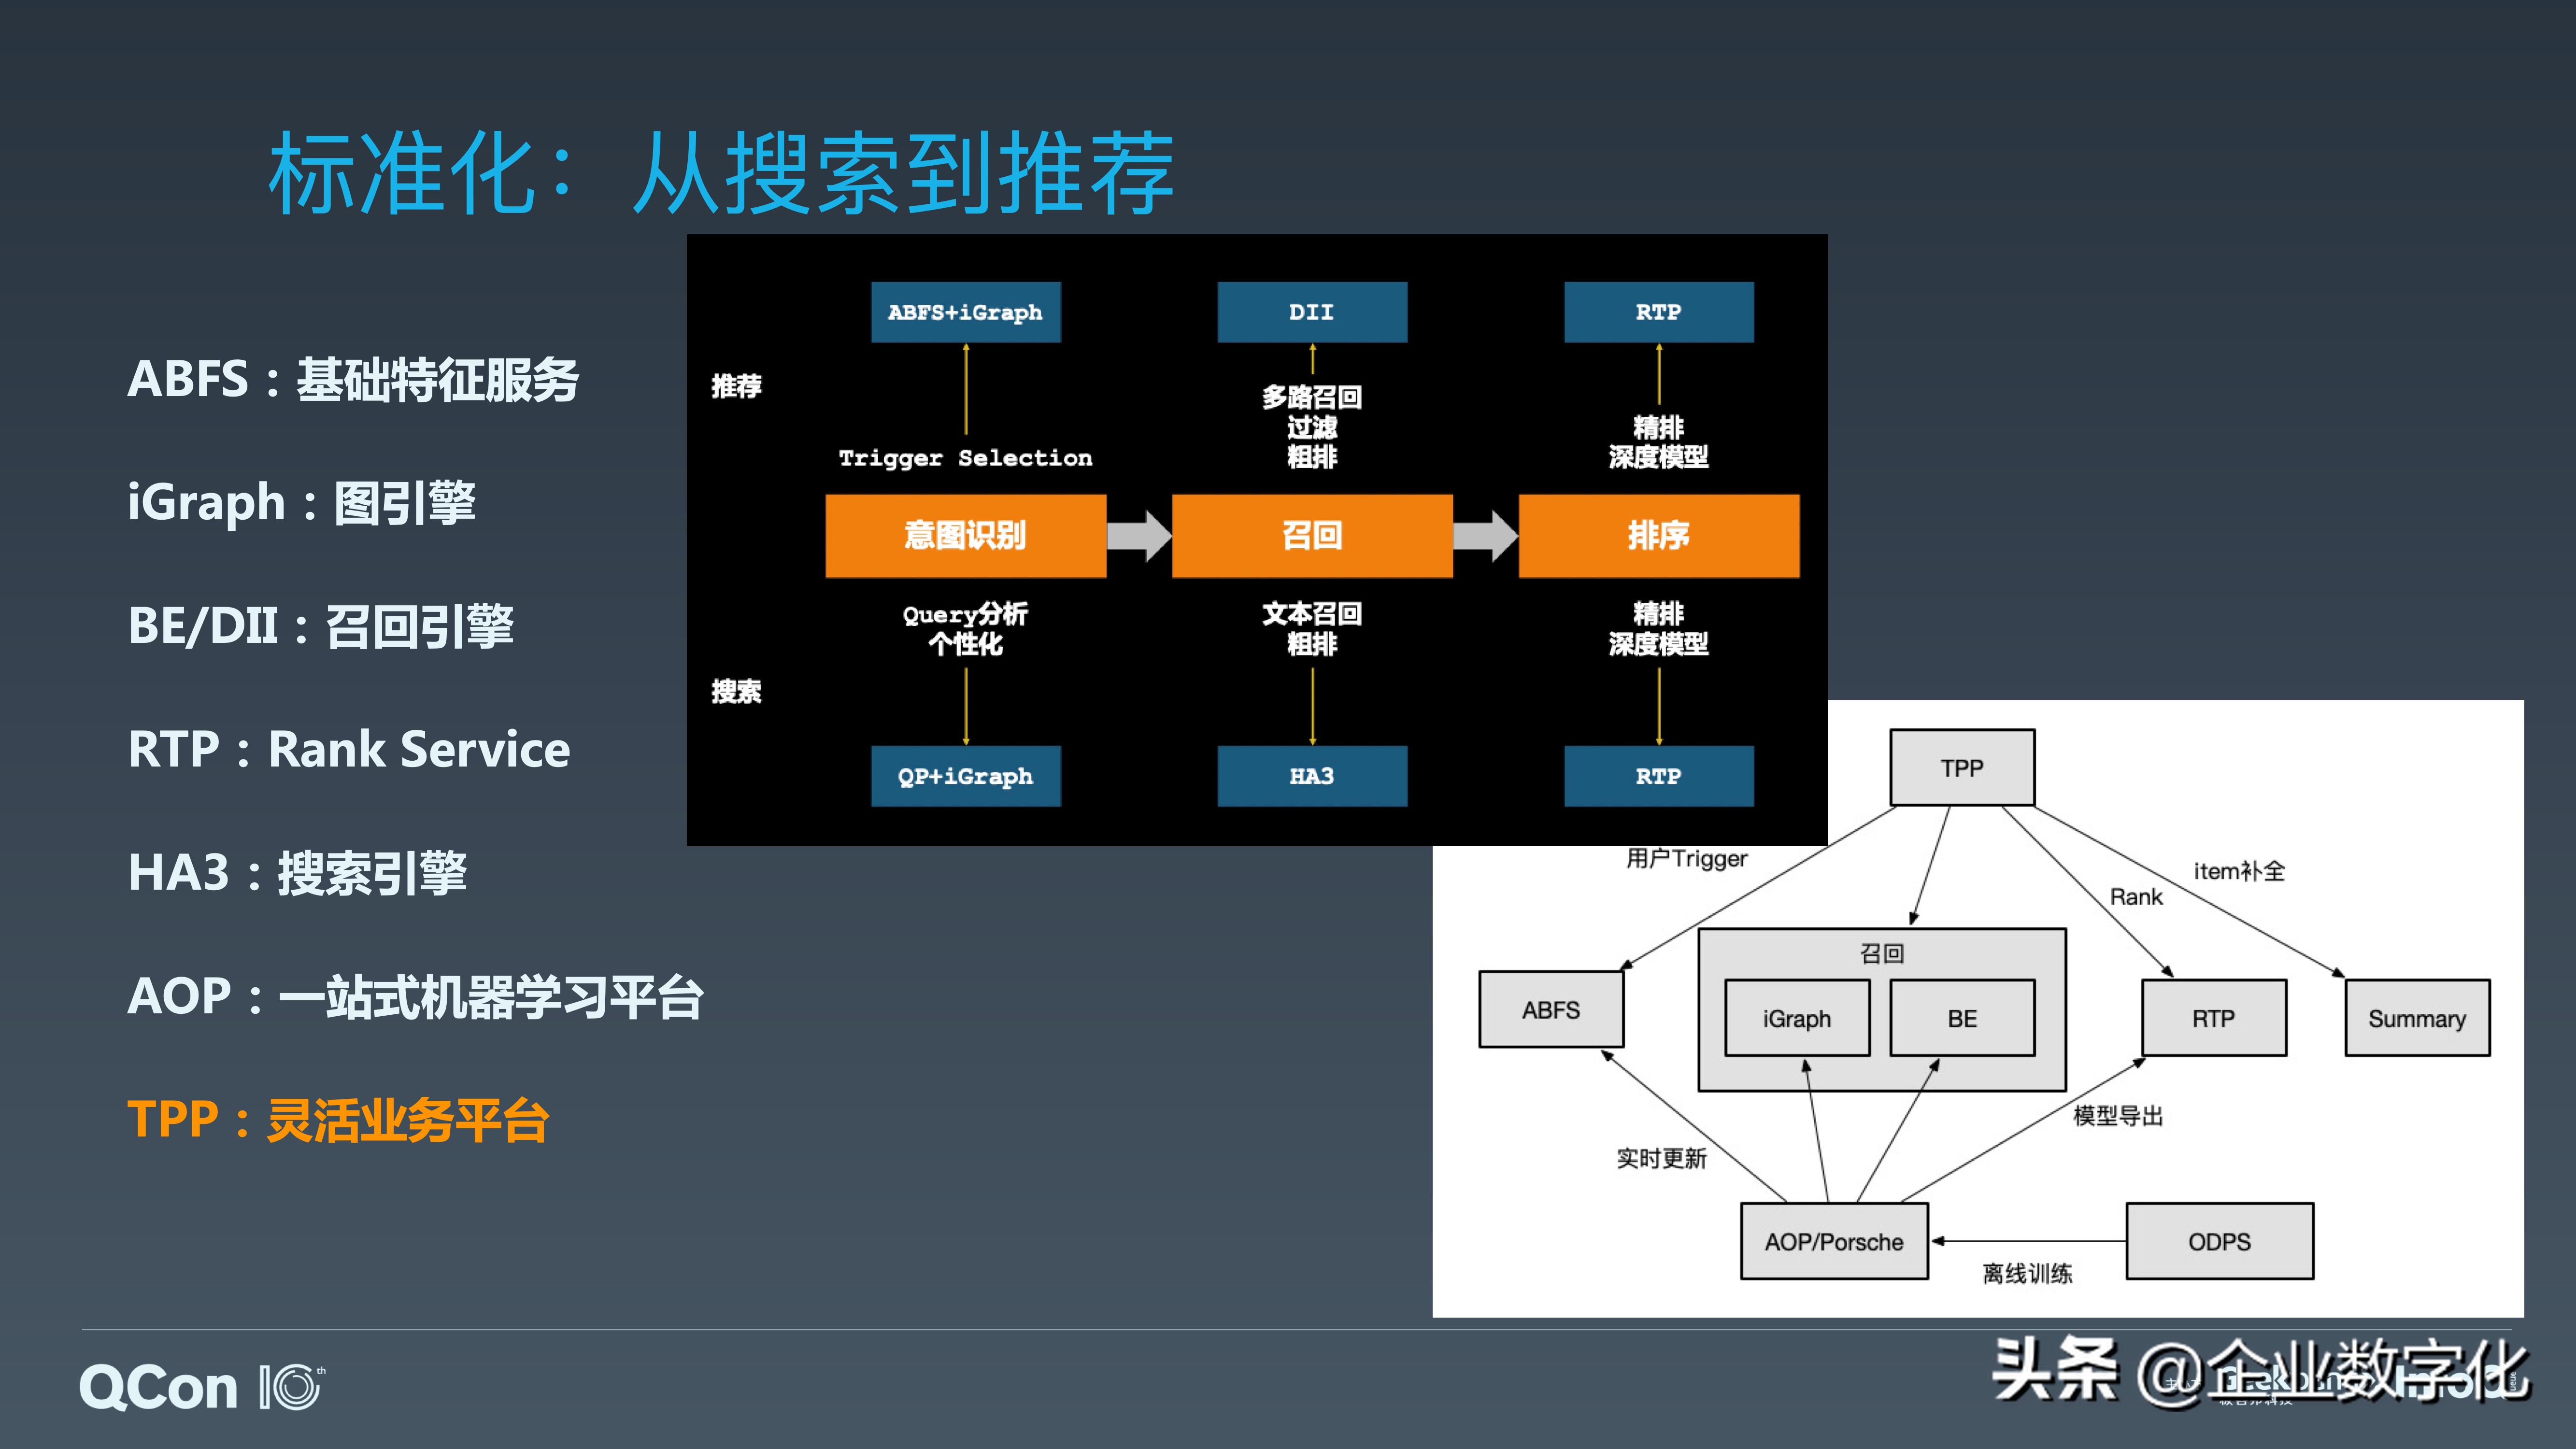 标准化：从搜索到推荐
ABFS：基础特征服务
iGraph：图引擎
BE/DII：召回引擎
RTP：Rank Service
HA3：搜索引擎
AOP：一站式机器学习平台
TPP：灵活业务平台
ABFS+iGraph
DII
RTP
推荐
Trigger Selection
多路召回
过滤
粗排
精排
深度模型
意图识别
召回
排序
Query分析
个性化
文本召回
粗排
精排
深度模型
搜索
QP+iGraph
HA3
RTP
TPP
用户Trigger
Rank
item补全
召回
ABFS
iGraph
BE
RTP
Summary
实时更新
模型导出
AOP/Porsche
离线训练
ODPS
QCon 10th
头条 @企业数字化